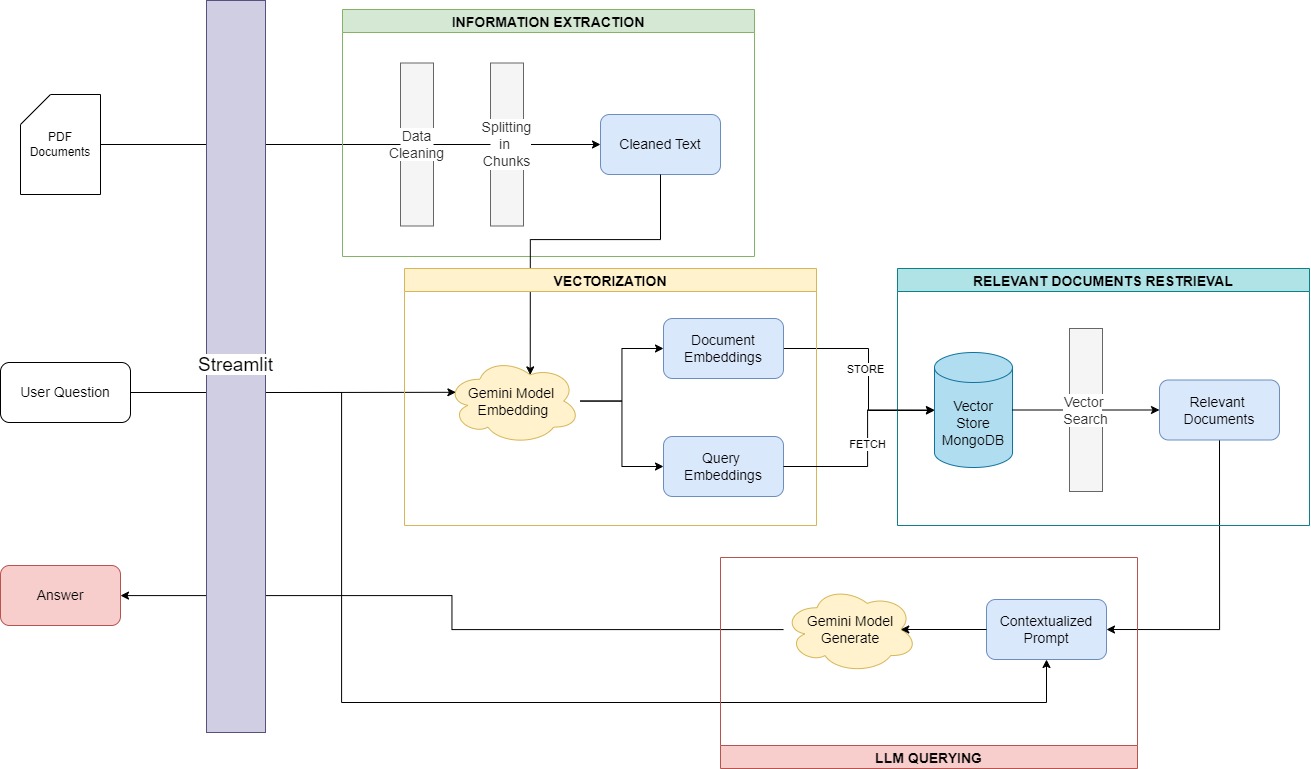 INFORMATION EXTRACTION
PDF
Documents
Data
Cleaning
Splitting
in
Chunks
Cleaned Text
VECTORIZATION
RELEVANT DOCUMENTS RESTRIEVAL
Streamlit
User Question
Gemini Model
Embedding
Document
Embeddings
Query
Embeddings
STORE
FETCH
Vector
Store
MongoDB
Vector
Search
Relevant
Documents
Answer
Gemini Model
Generate
Contextualized
Prompt
LLM QUERYING